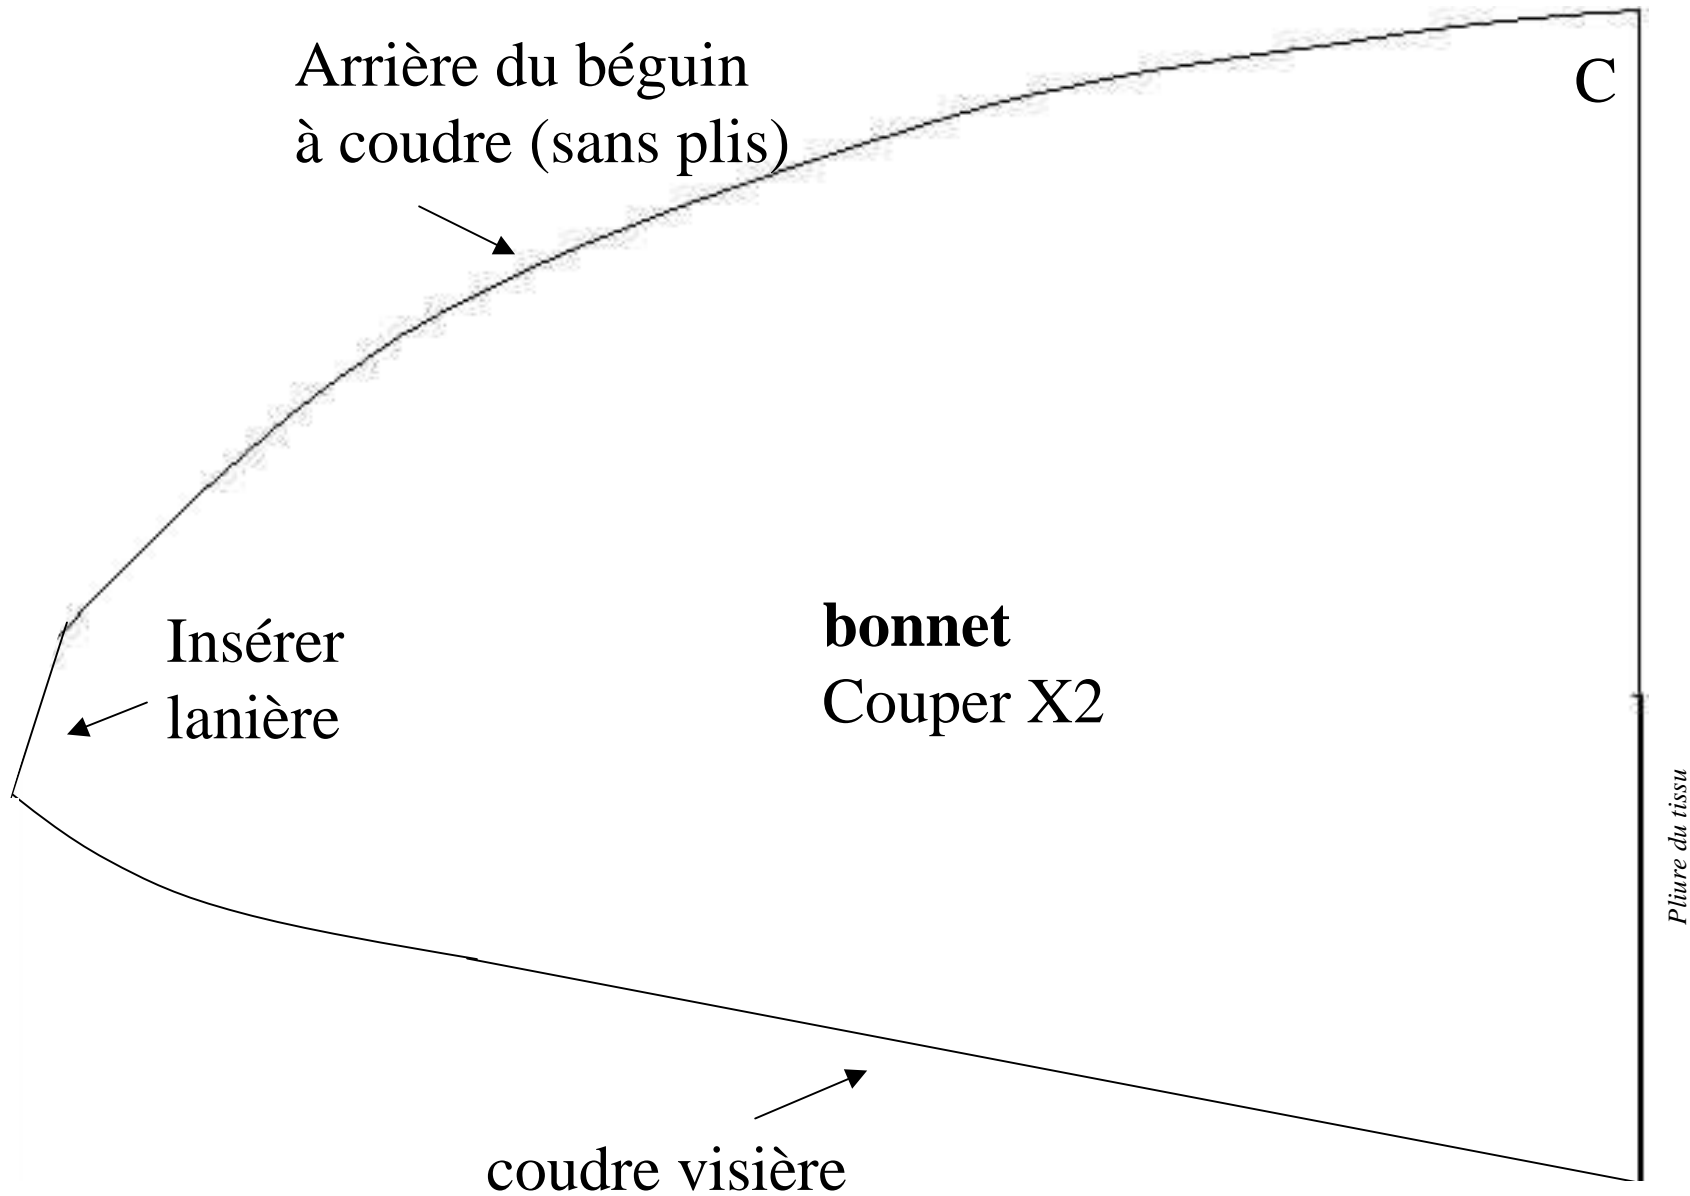 Arrière du béguin
à coudre (sans plis)
C
Insérer
lanière
bonnet
Couper X2
Pliure du tissu
coudre visière